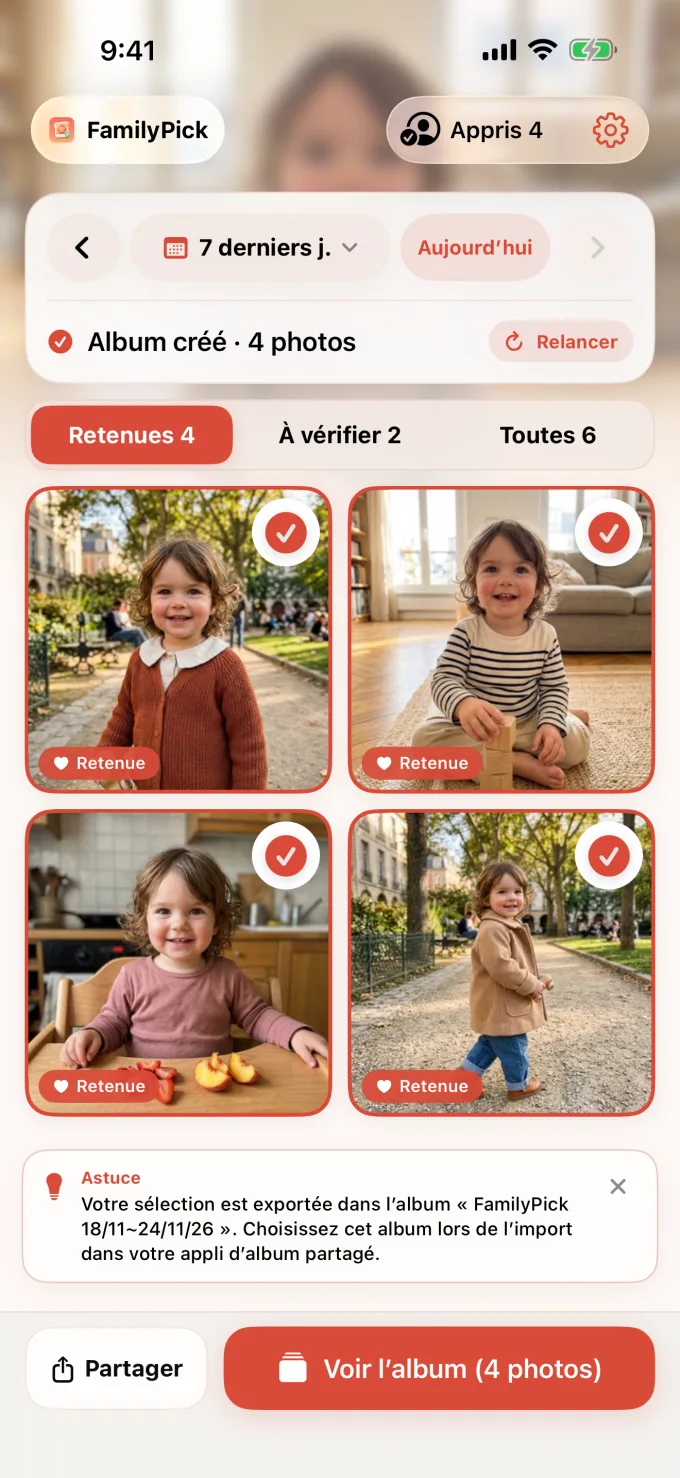 9:41
FamilyPick
Appris 4
7 derniers j.
Aujourd’hui
Album créé · 4 photos
Relancer
Retenues 4
À vérifier 2
Toutes 6
Retenue
Retenue
Retenue
Retenue
Astuce
Votre sélection est exportée dans l’album « FamilyPick
18/11~24/11/26 ». Choisissez cet album lors de l’import
dans votre appli d’album partagé.
Partager
Voir l’album (4 photos)